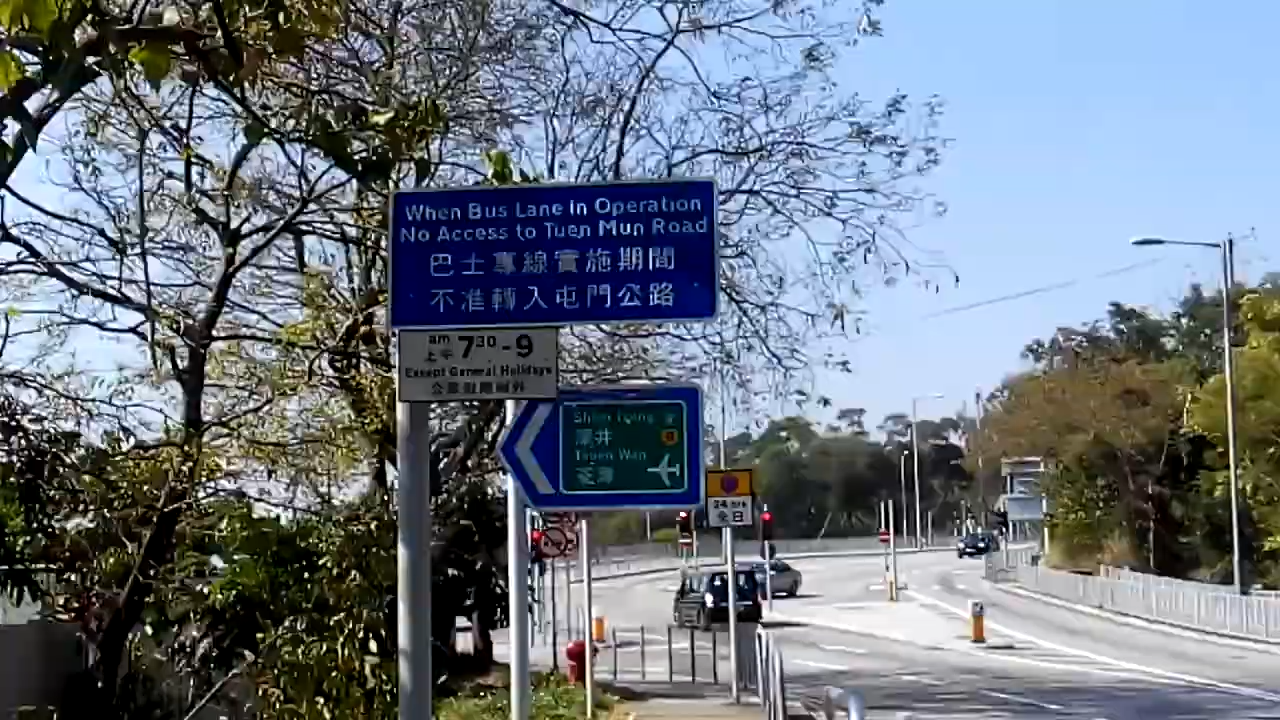 When Bus Lane in Operation
No Access to Tuen Mun Road
巴士專線實施期間
不准轉入屯門公路
am 上午 7³⁰-9
Except General Holidays
公眾假期除外
Sham Tseng
深井
Tsuen Wan
荃灣
24 hrs
全日